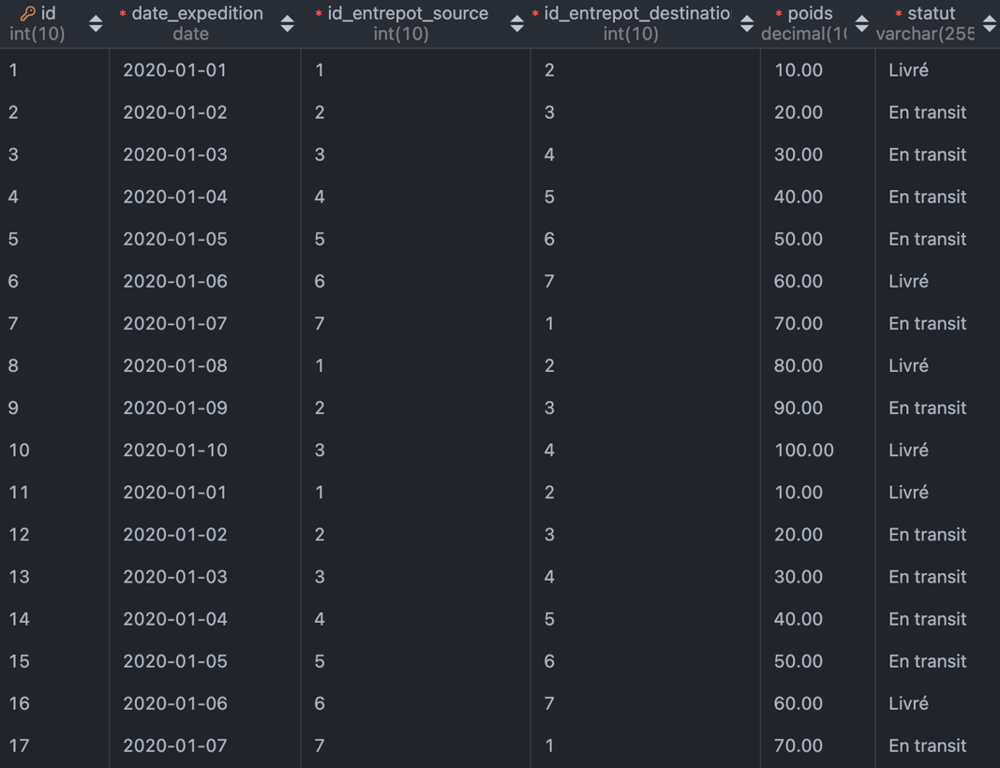 id * date_expedition * id_entrepot_source * id_entrepot_destinatio * poids * statut
int(10) date int(10) int(10) decimal(1( varchar(255
1 2020-01-01 1 2 10.00 Livré
2 2020-01-02 2 3 20.00 En transit
3 2020-01-03 3 4 30.00 En transit
4 2020-01-04 4 5 40.00 En transit
5 2020-01-05 5 6 50.00 En transit
6 2020-01-06 6 7 60.00 Livré
7 2020-01-07 7 1 70.00 En transit
8 2020-01-08 1 2 80.00 Livré
9 2020-01-09 2 3 90.00 En transit
10 2020-01-10 3 4 100.00 Livré
11 2020-01-01 1 2 10.00 Livré
12 2020-01-02 2 3 20.00 En transit
13 2020-01-03 3 4 30.00 En transit
14 2020-01-04 4 5 40.00 En transit
15 2020-01-05 5 6 50.00 En transit
16 2020-01-06 6 7 60.00 Livré
17 2020-01-07 7 1 70.00 En transit